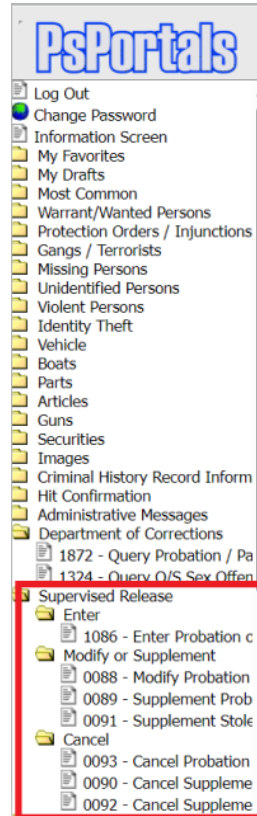 PsPortals
Log Out
Change Password
Information Screen
My Favorites
My Drafts
Most Common
Warrant/Wanted Persons
Protection Orders / Injunctions
Gangs / Terrorists
Missing Persons
Unidentified Persons
Violent Persons
Identity Theft
Vehicle
Boats
Parts
Articles
Guns
Securities
Images
Criminal History Record Inform
Hit Confirmation
Administrative Messages
Department of Corrections
1872 - Query Probation / Pa
1324 - Query O/S Sex Offen
Supervised Release
Enter
1086 - Enter Probation o
Modify or Supplement
0088 - Modify Probation
0089 - Supplement Prob
0091 - Supplement Stole
Cancel
0093 - Cancel Probation
0090 - Cancel Suppleme
0092 - Cancel Suppleme